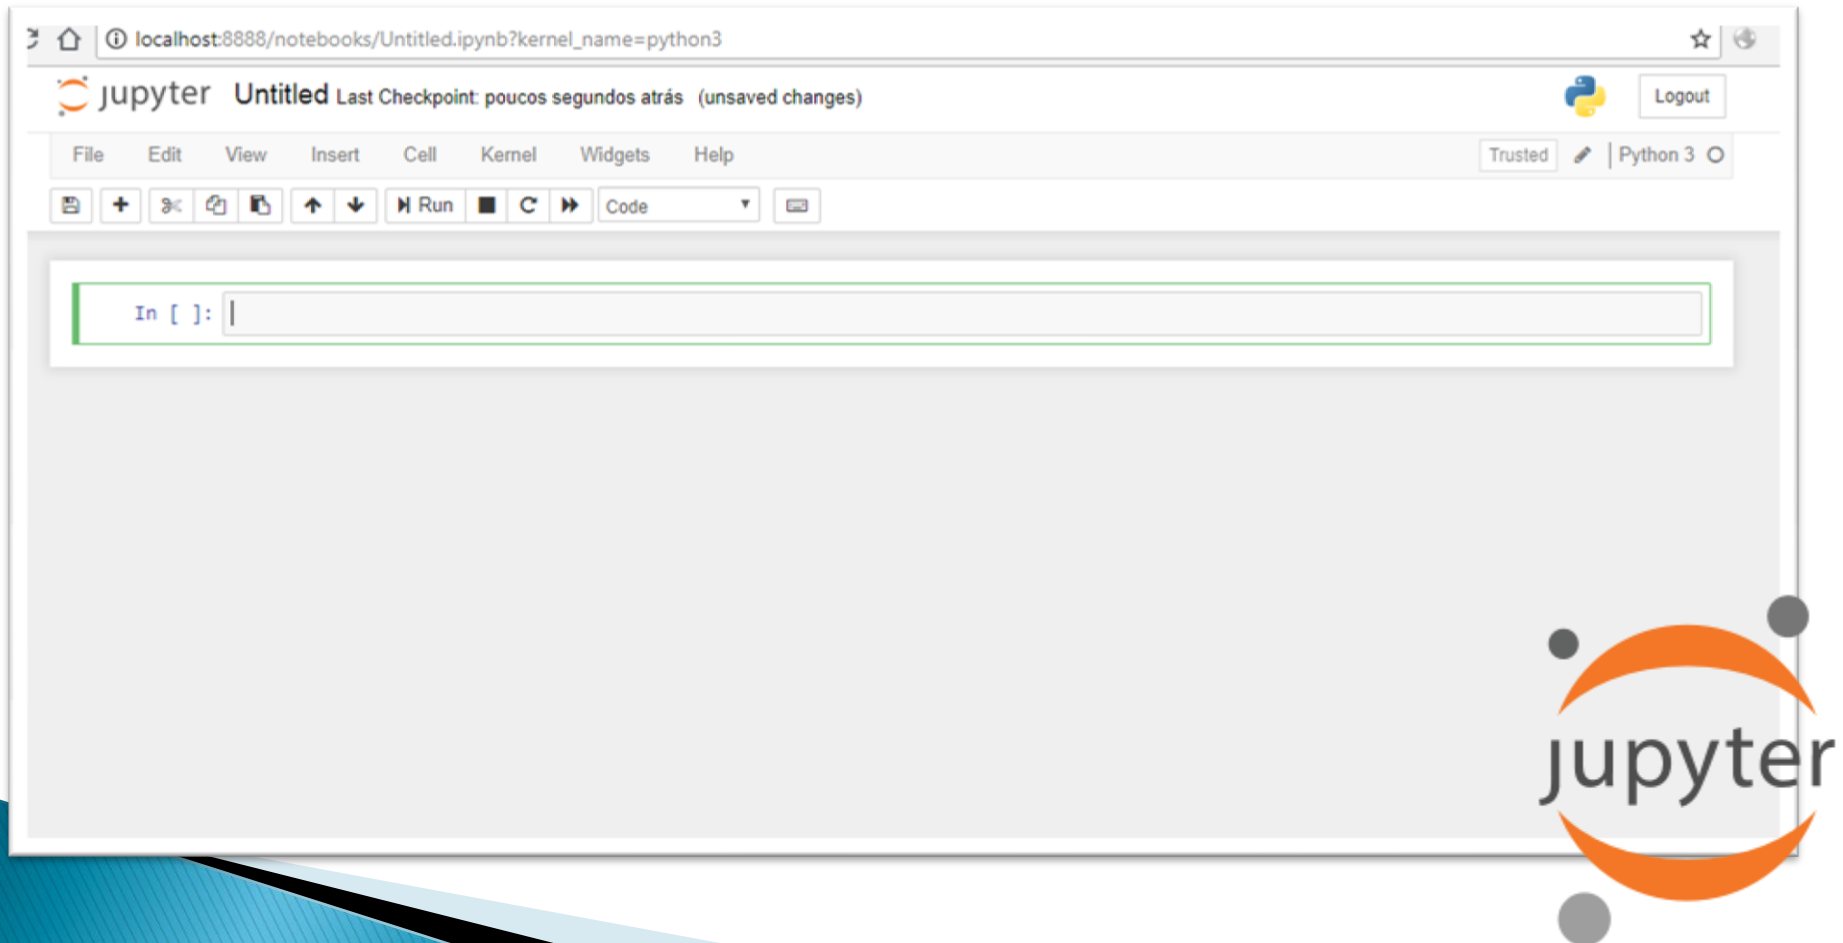 localhost:8888/notebooks/Untitled.ipynb?kernel_name=python3
jupyter Untitled Last Checkpoint: poucos segundos atrás (unsaved changes)
Logout
File Edit View Insert Cell Kernel Widgets Help
Trusted Python 3
Run Code
In [ ]:
jupyter